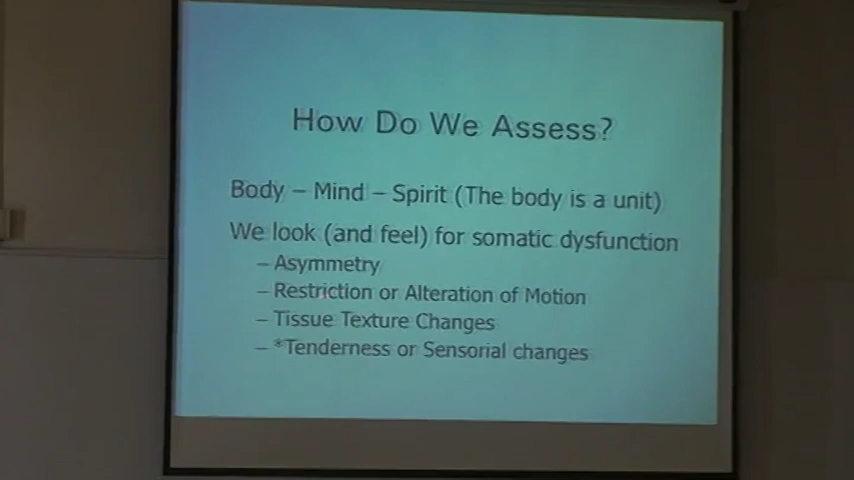 How Do We Assess?
Body – Mind – Spirit (The body is a unit)
We look (and feel) for somatic dysfunction
– Asymmetry
– Restriction or Alteration of Motion
– Tissue Texture Changes
– *Tenderness or Sensorial changes